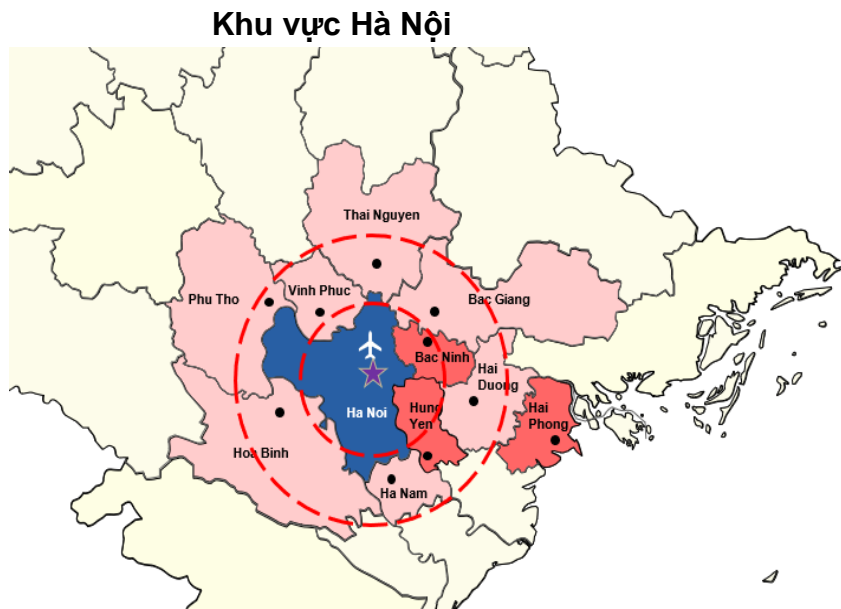 Khu vực Hà Nội
Thai Nguyen
Phu Tho
Vinh Phuc
Bac Giang
Bac Ninh
Hai
Duong
Ha Noi
Hung
Yen
Hai
Phong
Hoa Binh
Ha Nam